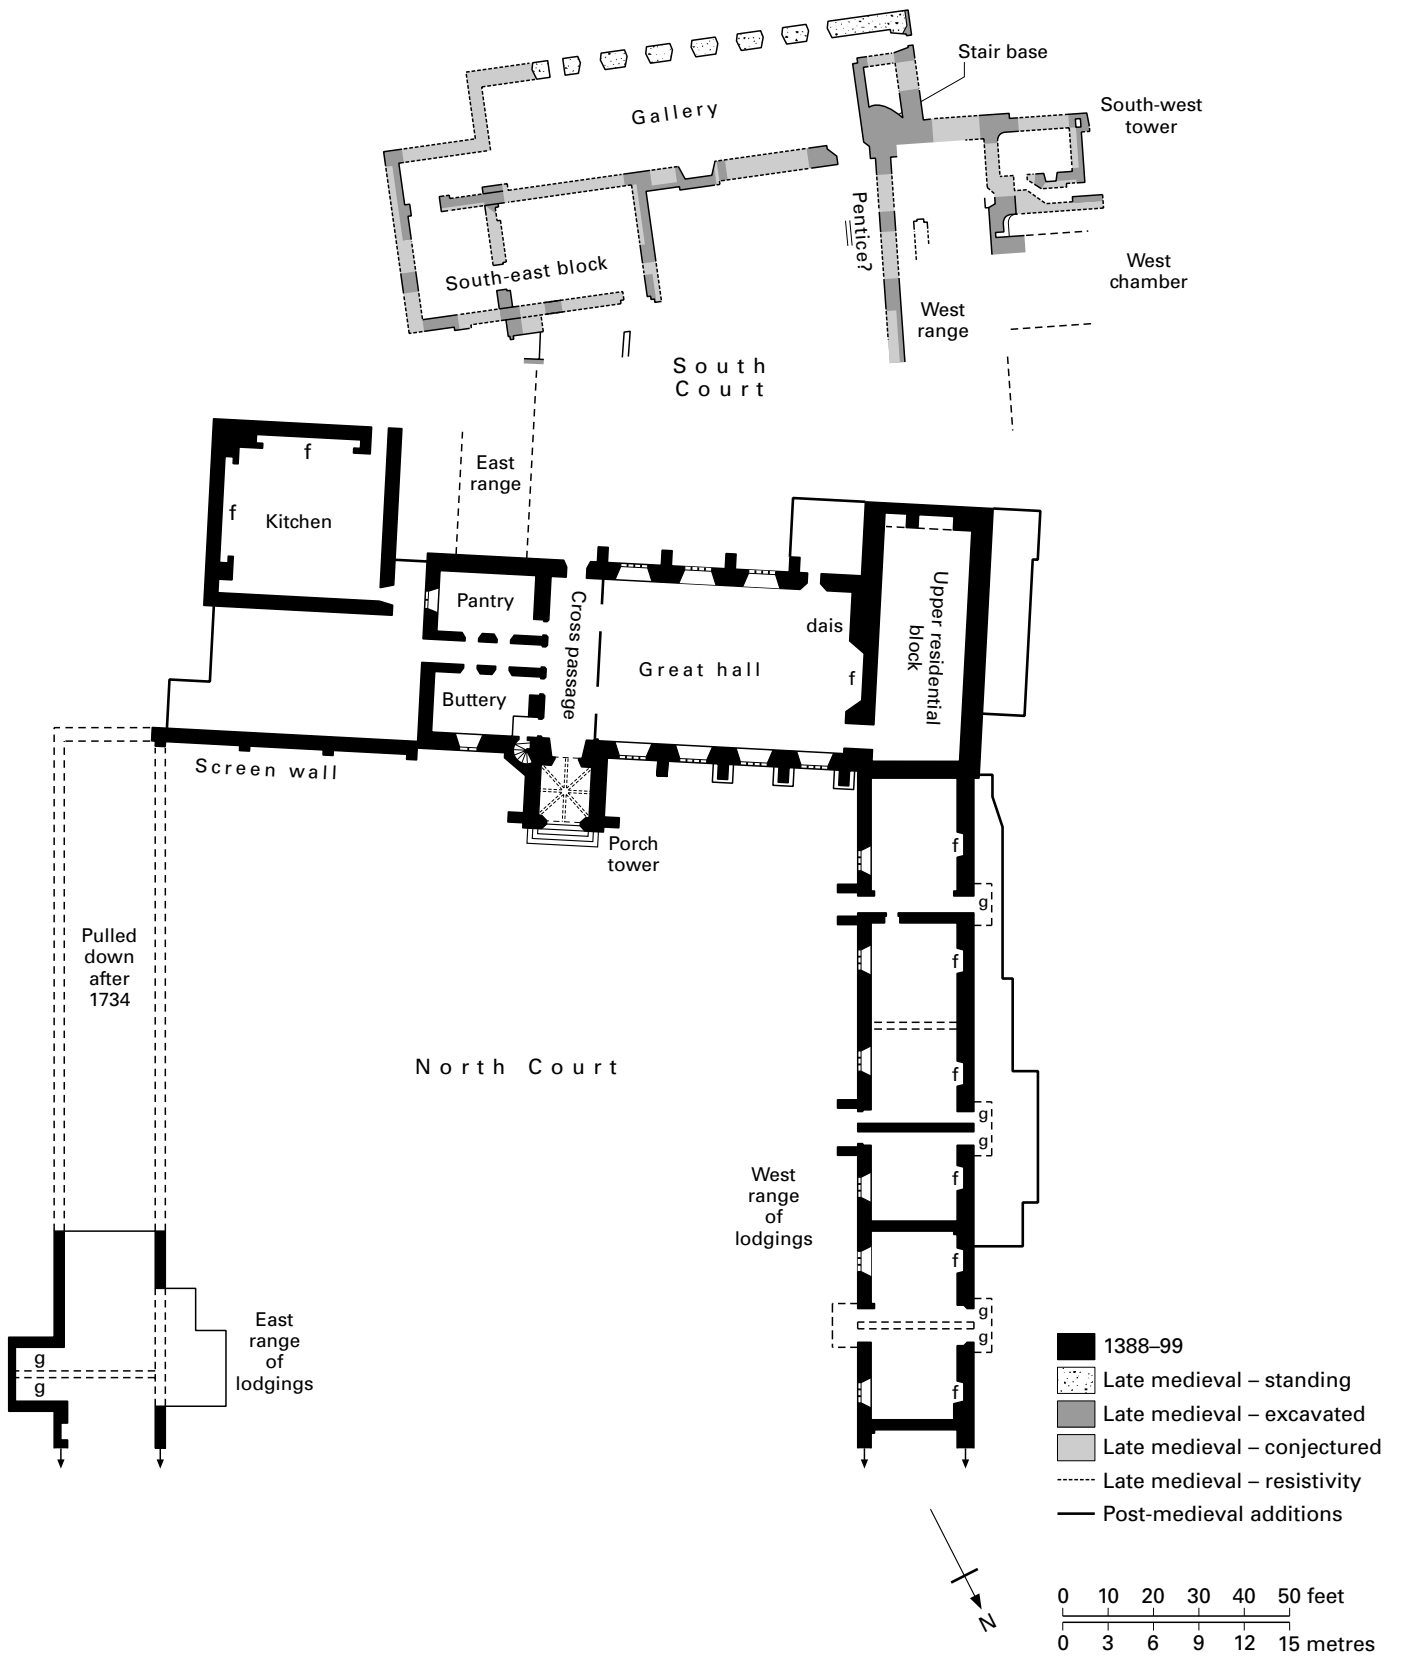 Stair base
Gallery
South-west
tower
Pentice?
South-east block
West
chamber
West
range
South
Court
f
f
Kitchen
East
range
Pantry
Cross passage
dais
Upper residential
block
Great hall
f
Buttery
Screen wall
Porch
tower
f
g
Pulled
down
after
1734
f
North Court
f
g
g
West
range
of
lodgings
f
f
g
g
East
range
of
lodgings
g
g
f
1388–99
Late medieval – standing
Late medieval – excavated
Late medieval – conjectured
Late medieval – resistivity
Post-medieval additions
N
0 10 20 30 40 50 feet
0 3 6 9 12 15 metres